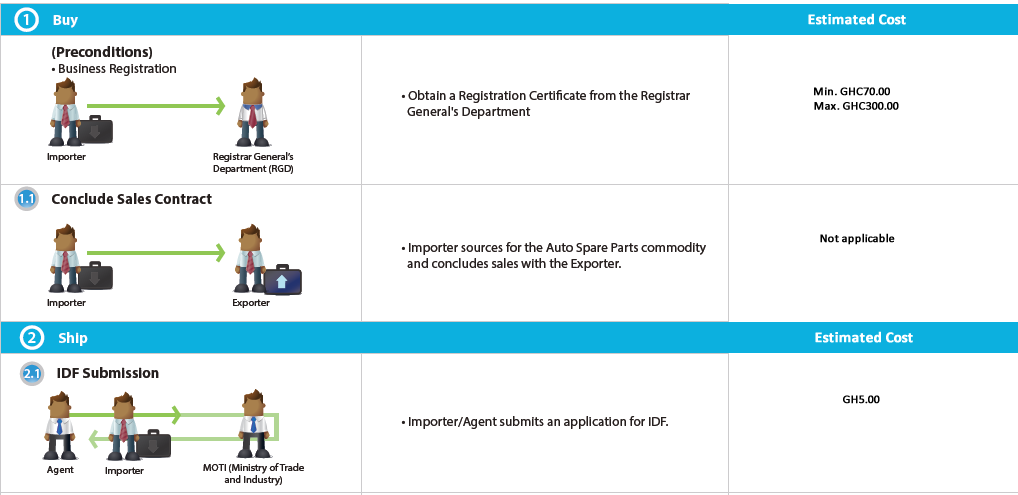 1 Buy Estimated Cost
(Preconditions)
• Business Registration
Importer
Registrar General's
Department (RGD)
• Obtain a Registration Certificate from the Registrar
General's Department
Min. GHC70.00
Max. GHC300.00
1.1 Conclude Sales Contract
Importer
Exporter
• Importer sources for the Auto Spare Parts commodity
and concludes sales with the Exporter.
Not applicable
2 Ship Estimated Cost
2.1 IDF Submission
Agent
Importer
MOTI (Ministry of Trade
and Industry)
• Importer/Agent submits an application for IDF.
GH5.00